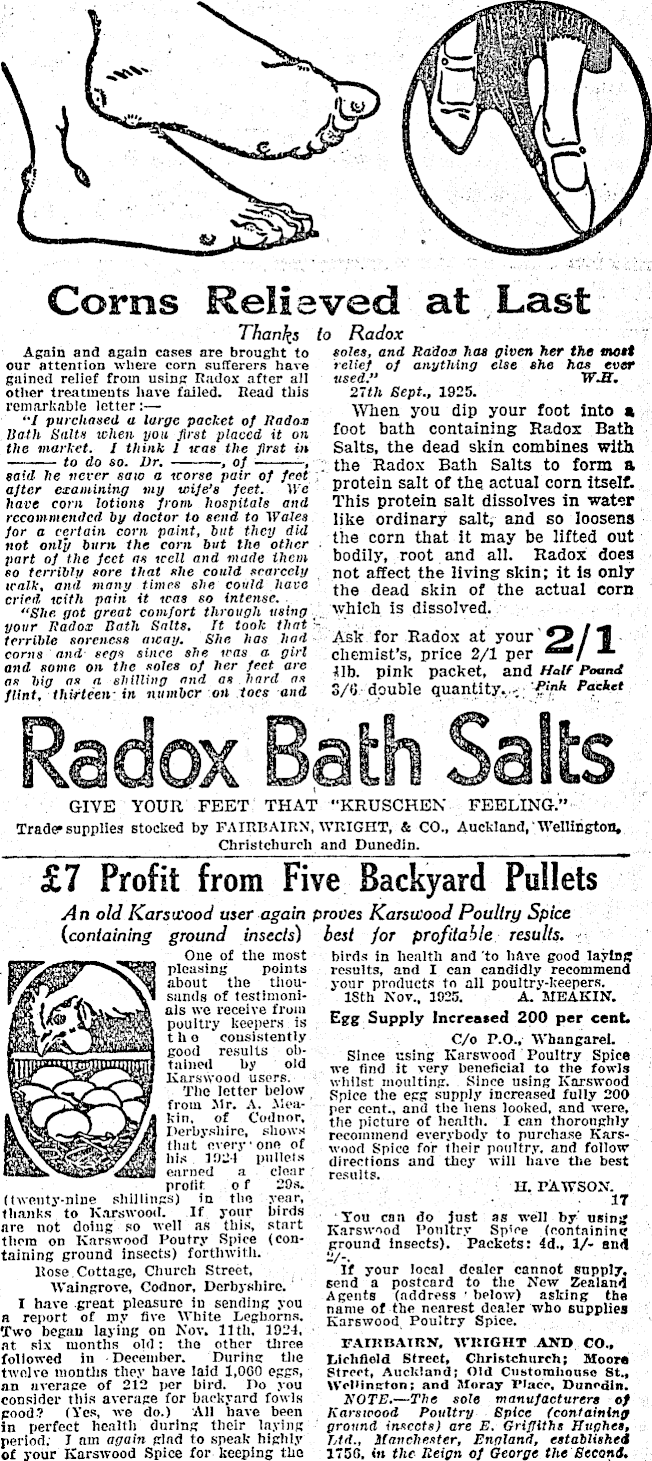 Corns Relieved at Last
Thanks to Radox
Again and again cases are brought to
our attention where corn sufferers have
gained relief from using Radox after all
other treatments have failed. Read this
remarkable letter:—
"I purchased a large packet of Radox
Bath Salts when you first placed it on
the market. I think I was the first in
——— to do so. Dr. ———, of ———,
said he never saw a worse pair of feet
after examining my wife's feet. We
have corn lotions from hospitals and
recommended by doctor to send to Wales
for a certain corn paint, but they did
not only burn the corn but the other
part of the feet as well and made them
so terribly sore that she could scarcely
walk, and many times she could have
cried with pain it was so intense.
"She got great comfort through using
your Radox Bath Salts. It took that
terrible soreness away. She has had
corns and segs since she was a girl
and some on the soles of her feet are
as big as a shilling and as hard as
flint, thirteen in number on toes and
soles, and Radox has given her the most
relief of anything else she has ever
used." W.H.
27th Sept., 1925.
When you dip your foot into a
foot bath containing Radox Bath
Salts, the dead skin combines with
the Radox Bath Salts to form a
protein salt of the actual corn itself.
This protein salt dissolves in water
like ordinary salt, and so loosens
the corn that it may be lifted out
bodily, root and all. Radox does
not affect the living skin; it is only
the dead skin of the actual corn
which is dissolved.
Ask for Radox at your
chemist's, price 2/1 per
½lb. pink packet, and
3/6 double quantity.
2/1
Half Pound
Pink Packet
Radox Bath Salts
GIVE YOUR FEET THAT "KRUSCHEN FEELING."
Trade supplies stocked by FAIRBAIRN, WRIGHT, & CO., Auckland, Wellington,
Christchurch and Dunedin.
£7 Profit from Five Backyard Pullets
An old Karswood user again proves Karswood Poultry Spice
(containing ground insects) best for profitable results.
One of the most
pleasing points
about the thou-
sands of testimoni-
als we receive from
poultry keepers is
the consistently
good results ob-
tained by old
Karswood users.
The letter below
from Mr. A. Mea-
kin, of Codnor,
Derbyshire, shows
that every one of
his 1924 pullets
earned a clear
profit of 29s.
(twenty-nine shillings) in the year,
thanks to Karswood. If your birds
are not doing so well as this, start
them on Karswood Poutry Spice (con-
taining ground insects) forthwith.
Rose Cottage, Church Street,
Waingrove, Codnor, Derbyshire.
I have great pleasure in sending you
a report of my five White Leghorns.
Two began laying on Nov. 11th, 1924,
at six months old: the other three
followed in December. During the
twelve months they have laid 1,060 eggs,
an average of 212 per bird. Do you
consider this average for backyard fowls
good? (Yes, we do.) All have been
in perfect health during their laying
period. I am again glad to speak highly
of your Karswood Spice for keeping the
birds in health and to have good laying
results, and I can candidly recommend
your products to all poultry-keepers.
18th Nov., 1925. A. MEAKIN.
Egg Supply Increased 200 per cent.
C/o P.O., Whangarei.
Since using Karswood Poultry Spice
we find it very beneficial to the fowls
whilst moulting. Since using Karswood
Spice the egg supply increased fully 200
per cent., and the hens looked, and were,
the picture of health. I can thoroughly
recommend everybody to purchase Kars-
wood Spice for their poultry, and follow
directions and they will have the best
results.
H. PAWSON.
17
You can do just as well by using
Karswood Poultry Spice (containing
ground insects). Packets: 4d., 1/- and
2/-.
If your local dealer cannot supply,
send a postcard to the New Zealand
Agents (address below) asking the
name of the nearest dealer who supplies
Karswood Poultry Spice.
FAIRBAIRN, WRIGHT AND CO.,
Lichfield Street, Christchurch; Moore
Street, Auckland; Old Customhouse St.,
Wellington; and Moray Place, Dunedin.
NOTE.—The sole manufacturers of
Karswood Poultry Spice (containing
ground insects) are E. Griffiths Hughes,
Ltd., Manchester, England, established
1756, in the Reign of George the Second.